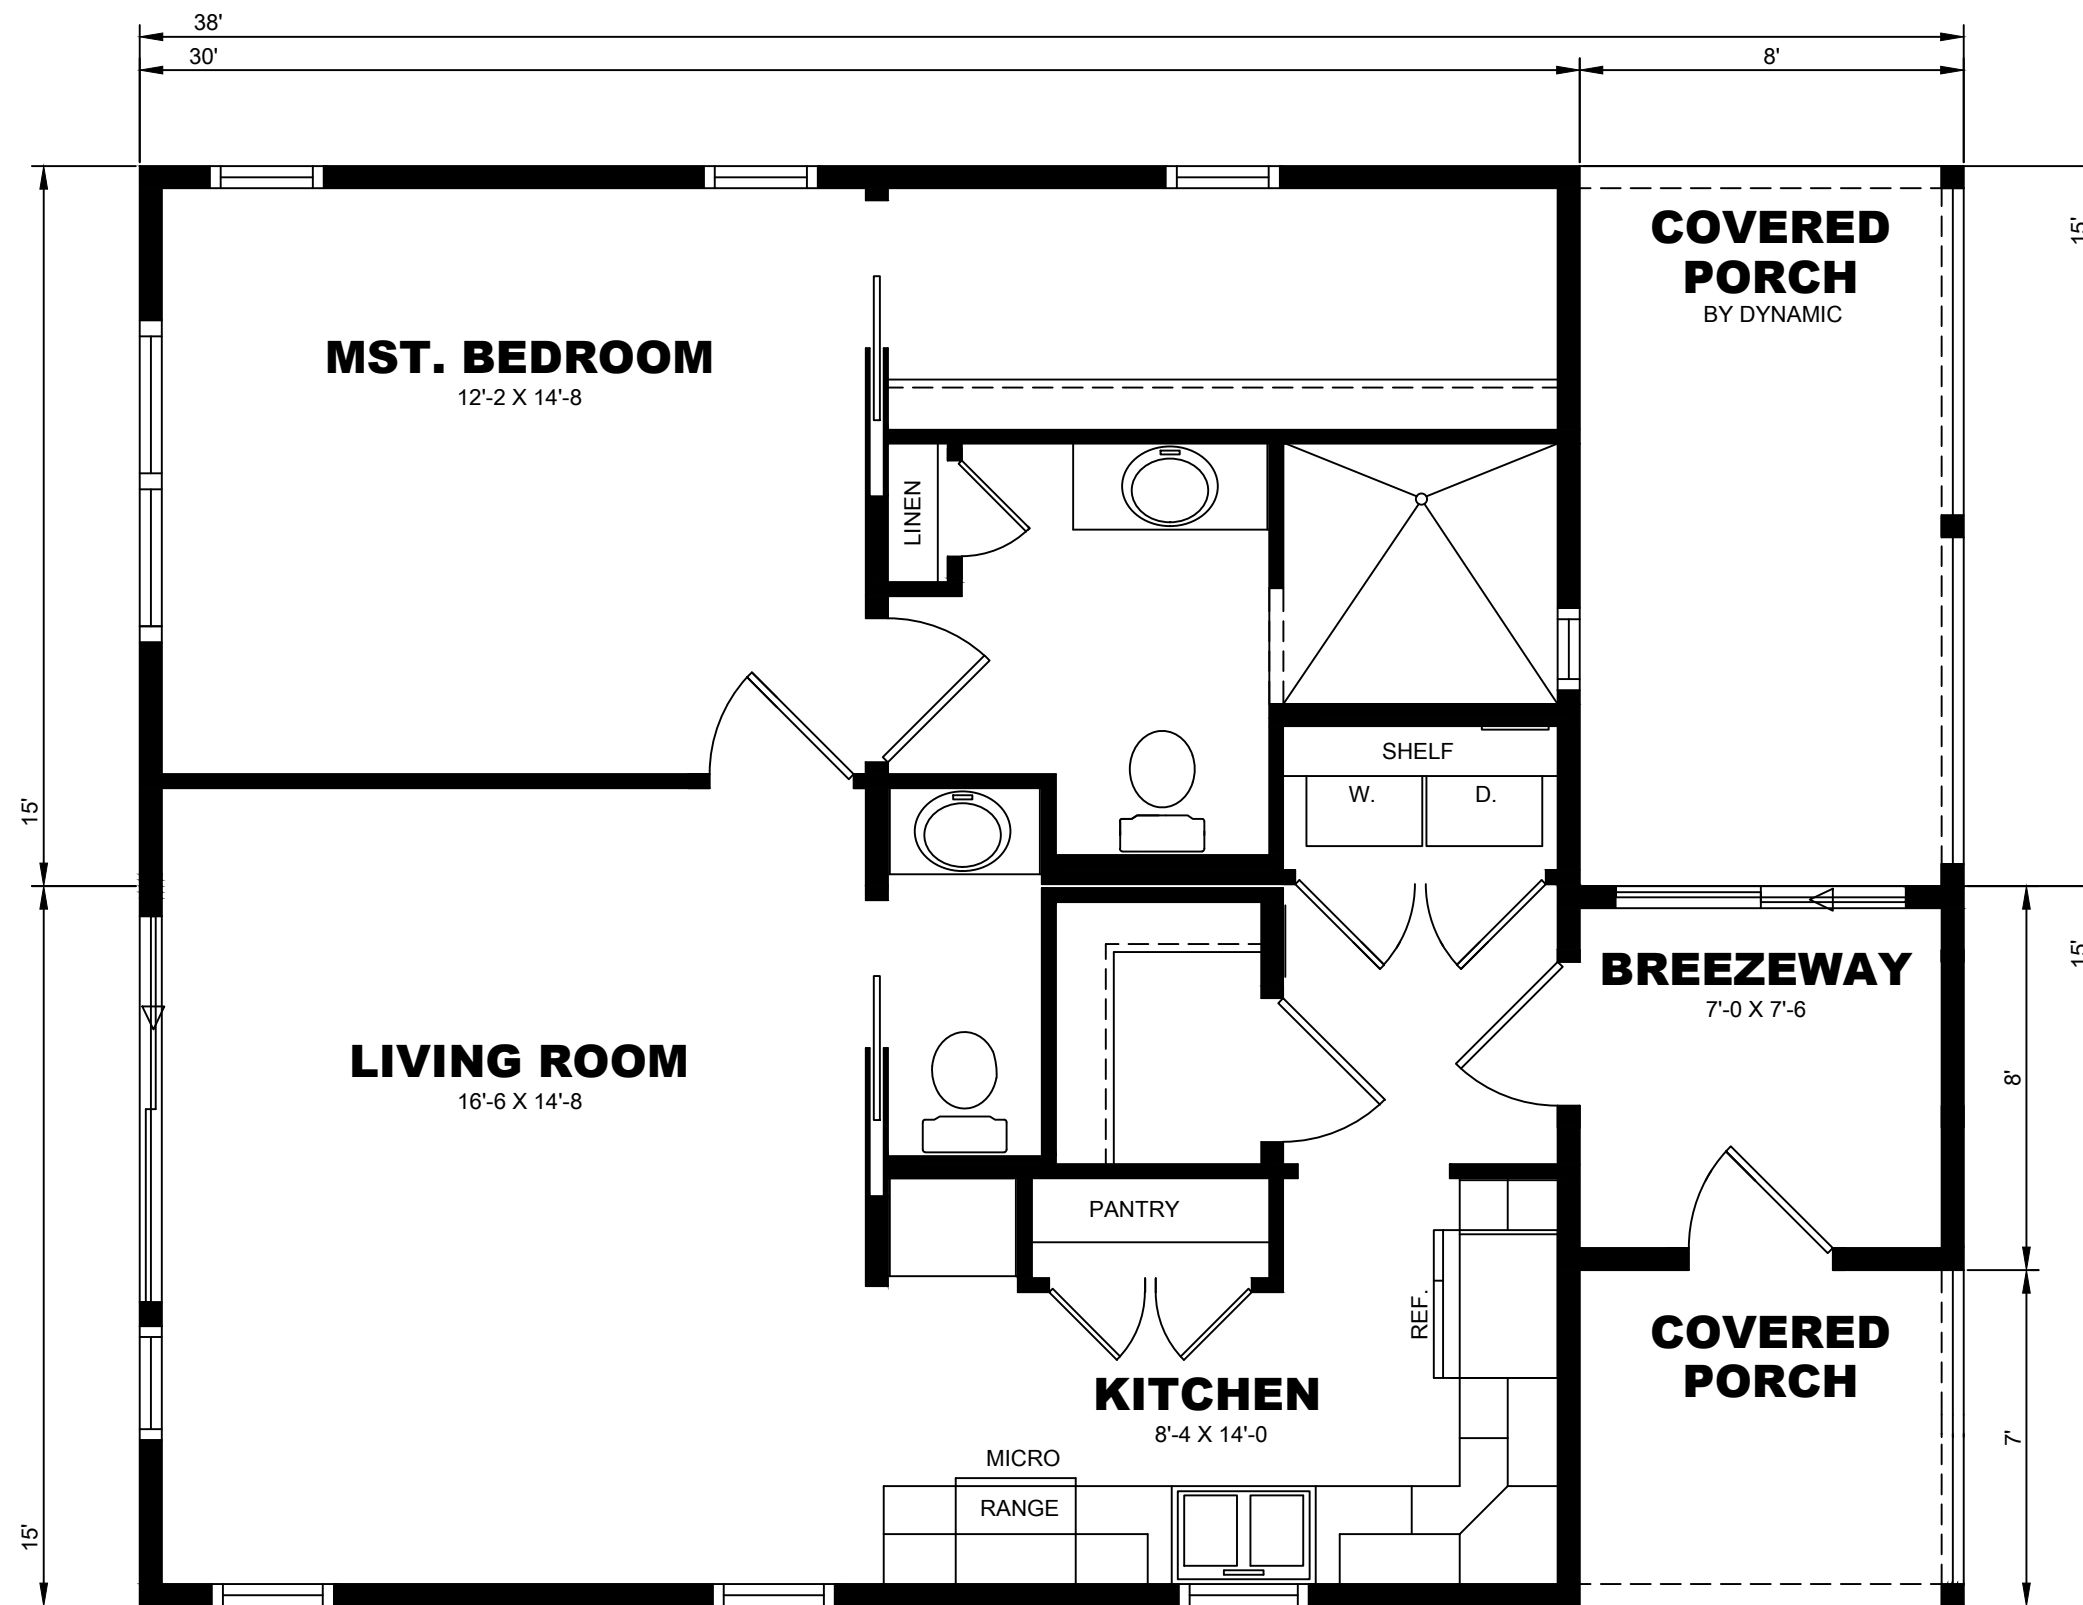 38'
30'
8'
COVERED
PORCH
BY DYNAMIC
15'
MST. BEDROOM
12'-2 X 14'-8
LINEN
SHELF
W.
D.
15'
BREEZEWAY
7'-0 X 7'-6
15'
LIVING ROOM
16'-6 X 14'-8
8'
PANTRY
REF.
COVERED
PORCH
KITCHEN
8'-4 X 14'-0
7'
MICRO
RANGE
15'